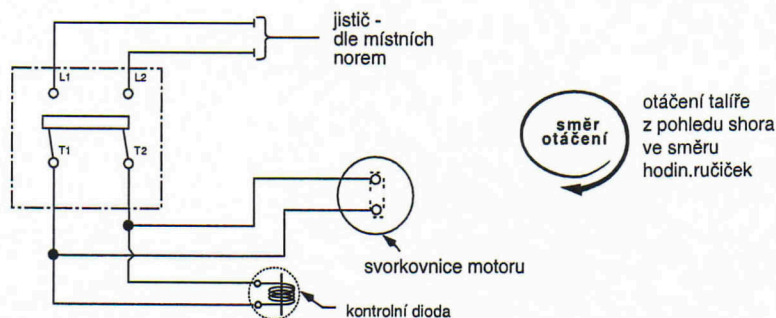 jistič -
dle místních
norem
L1
L2
T1
T2
směr
otáčení
otáčení talíře
z pohledu shora
ve směru
hodin.ručiček
svorkovnice motoru
kontrolní dioda